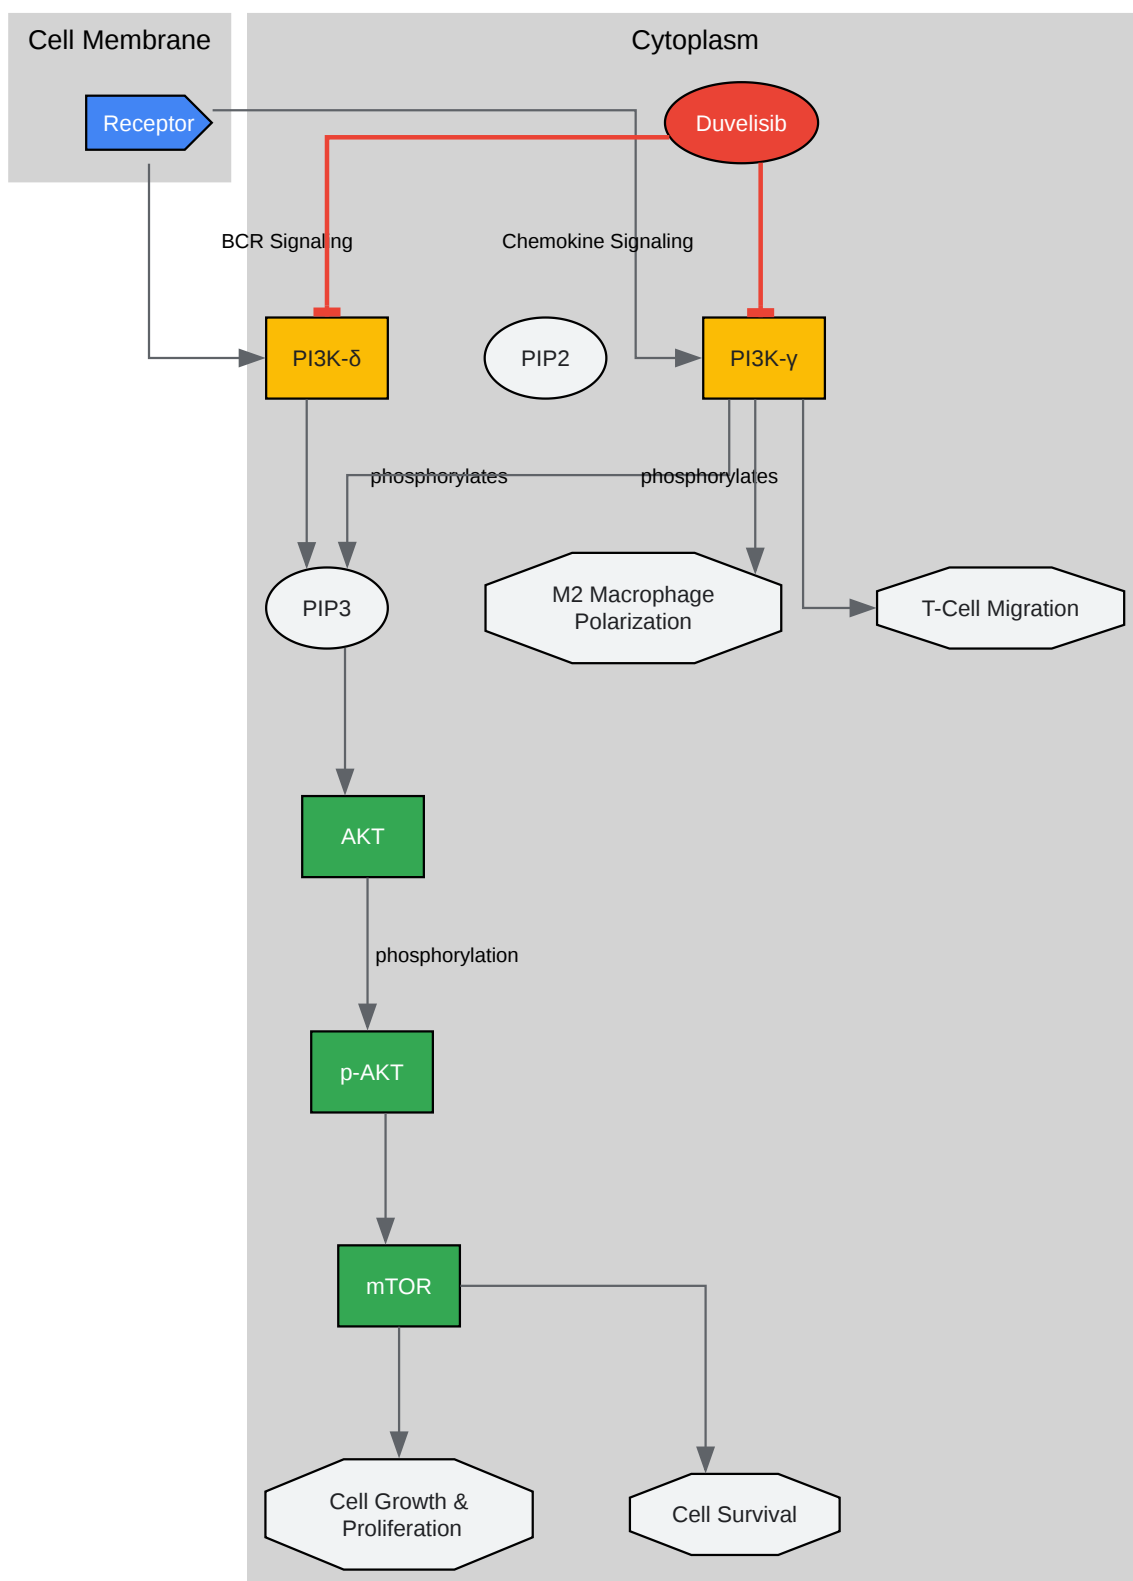 Cell Membrane
Cytoplasm
Receptor
Duvelisib
BCR Signaling
Chemokine Signaling
PI3K-δ
PIP2
PI3K-γ
phosphorylates
phosphorylates
PIP3
M2 Macrophage
Polarization
T-Cell Migration
AKT
phosphorylation
p-AKT
mTOR
Cell Growth &
Proliferation
Cell Survival